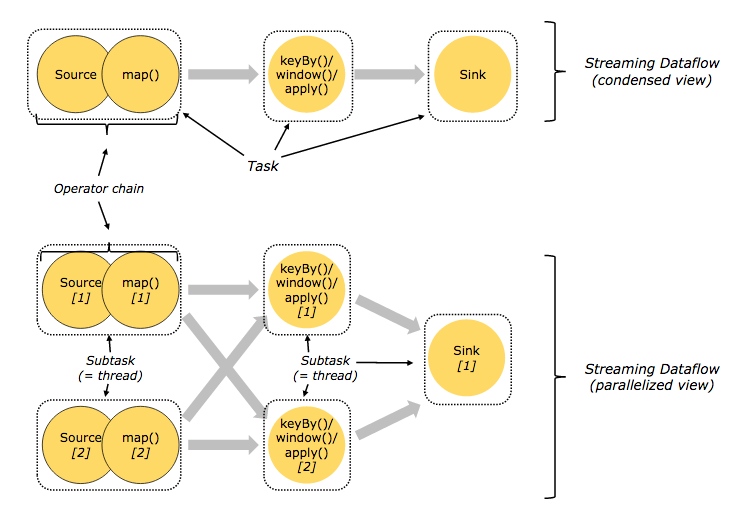 Source
map()
keyBy()/
window()/
apply()
Sink
Streaming Dataflow
(condensed view)
Task
Operator chain
Source
[1]
map()
[1]
keyBy()/
window()/
apply()
[1]
Subtask
(= thread)
Subtask
(= thread)
Sink
[1]
Streaming Dataflow
(parallelized view)
Source
[2]
map()
[2]
keyBy()/
window()/
apply()
[2]